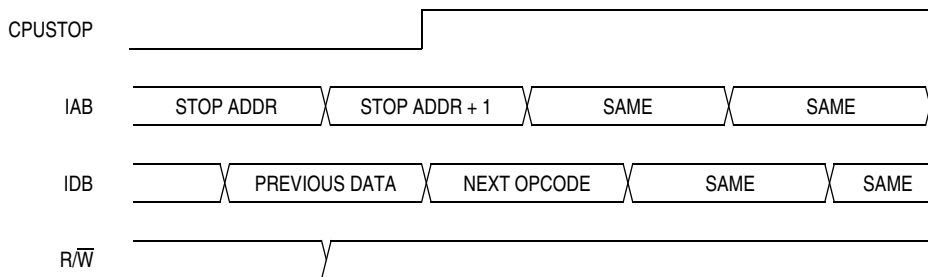 CPUSTOP
IAB STOP ADDR STOP ADDR + 1 SAME SAME
IDB PREVIOUS DATA NEXT OPCODE SAME SAME
R/W̅